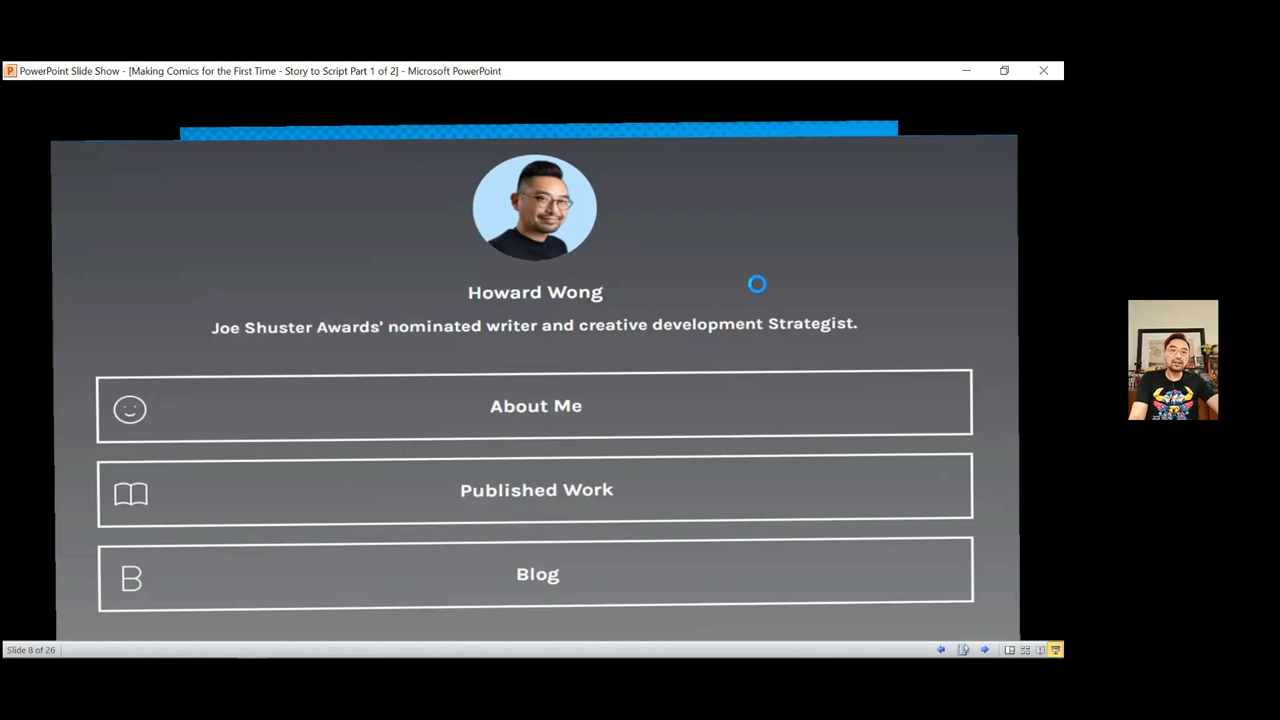 PowerPoint Slide Show - [Making Comics for the First Time - Story to Script Part 1 of 2] - Microsoft PowerPoint
Howard Wong
Joe Shuster Awards' nominated writer and creative development Strategist.
About Me
Published Work
B
Blog
Slide 8 of 26